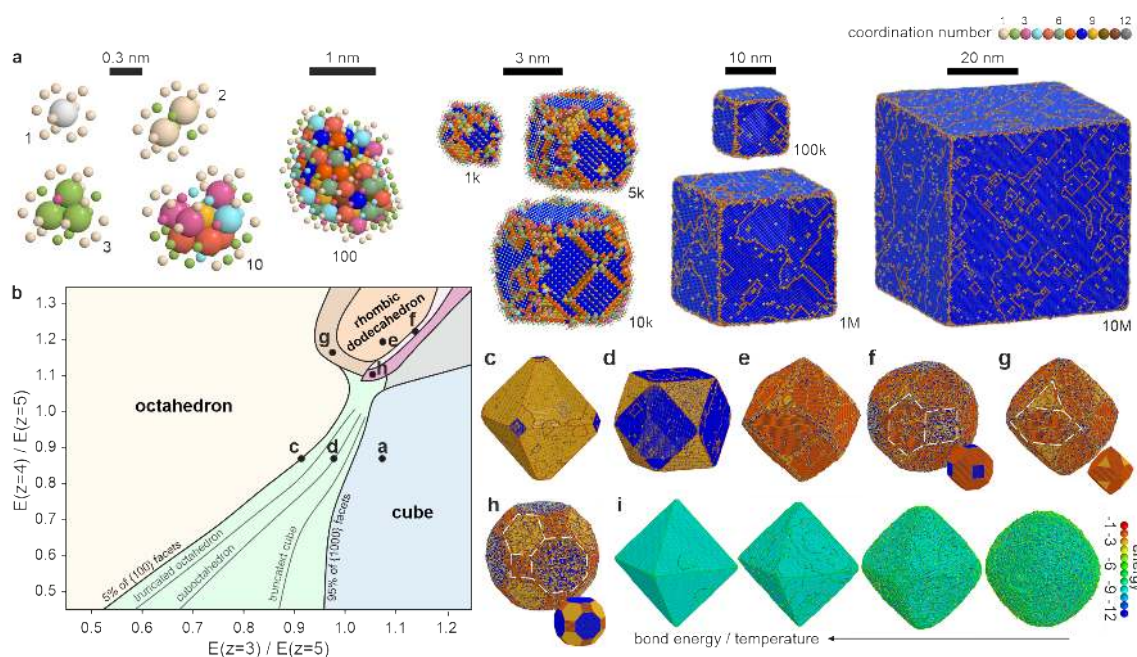 coordination number 1 3 6 9 12
a
0.3 nm
1 nm
3 nm
10 nm
20 nm
1
2
3
10
100
1k
5k
10k
100k
1M
10M
b
1.3
1.2
1.1
1.0
0.9
0.8
0.7
0.6
0.5
E(z=4) / E(z=5)
0.5 0.6 0.7 0.8 0.9 1.0 1.1 1.2
E(z=3) / E(z=5)
octahedron
rhombic
dodecahedron
cube
g
e
f
h
c
d
a
5% of {100} facets
truncated octahedron
cuboctahedron
truncated cube
95% of {1000} facets
c
d
e
f
g
h
i
bond energy / temperature
-1
-3
-6
-9
-12
energy